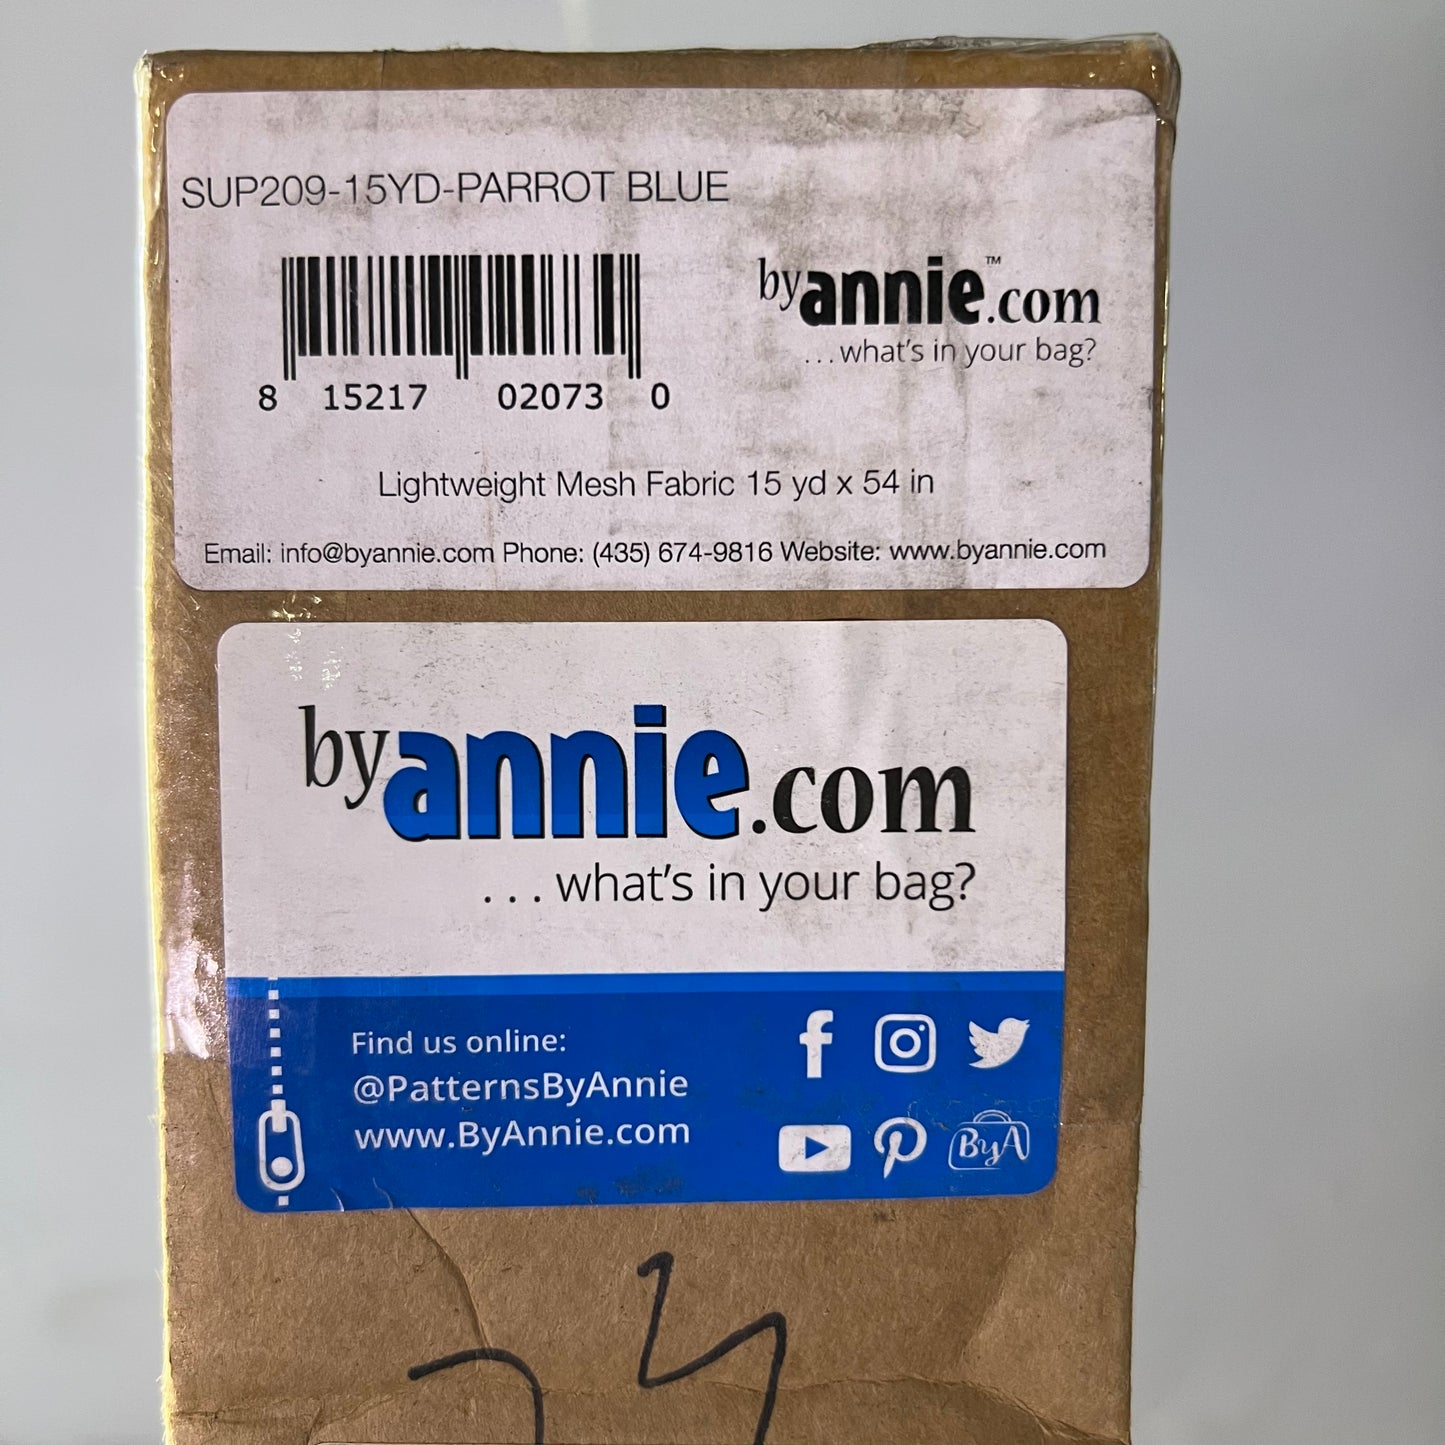 SUP209-15YD-PARROT BLUE
byannie.com™
...what's in your bag?
8 15217 02073 0
Lightweight Mesh Fabric 15 yd x 54 in
Email: info@byannie.com Phone: (435) 674-9816 Website: www.byannie.com
byannie.com
...what's in your bag?
Find us online:
@PatternsByAnnie
www.ByAnnie.com
ByA